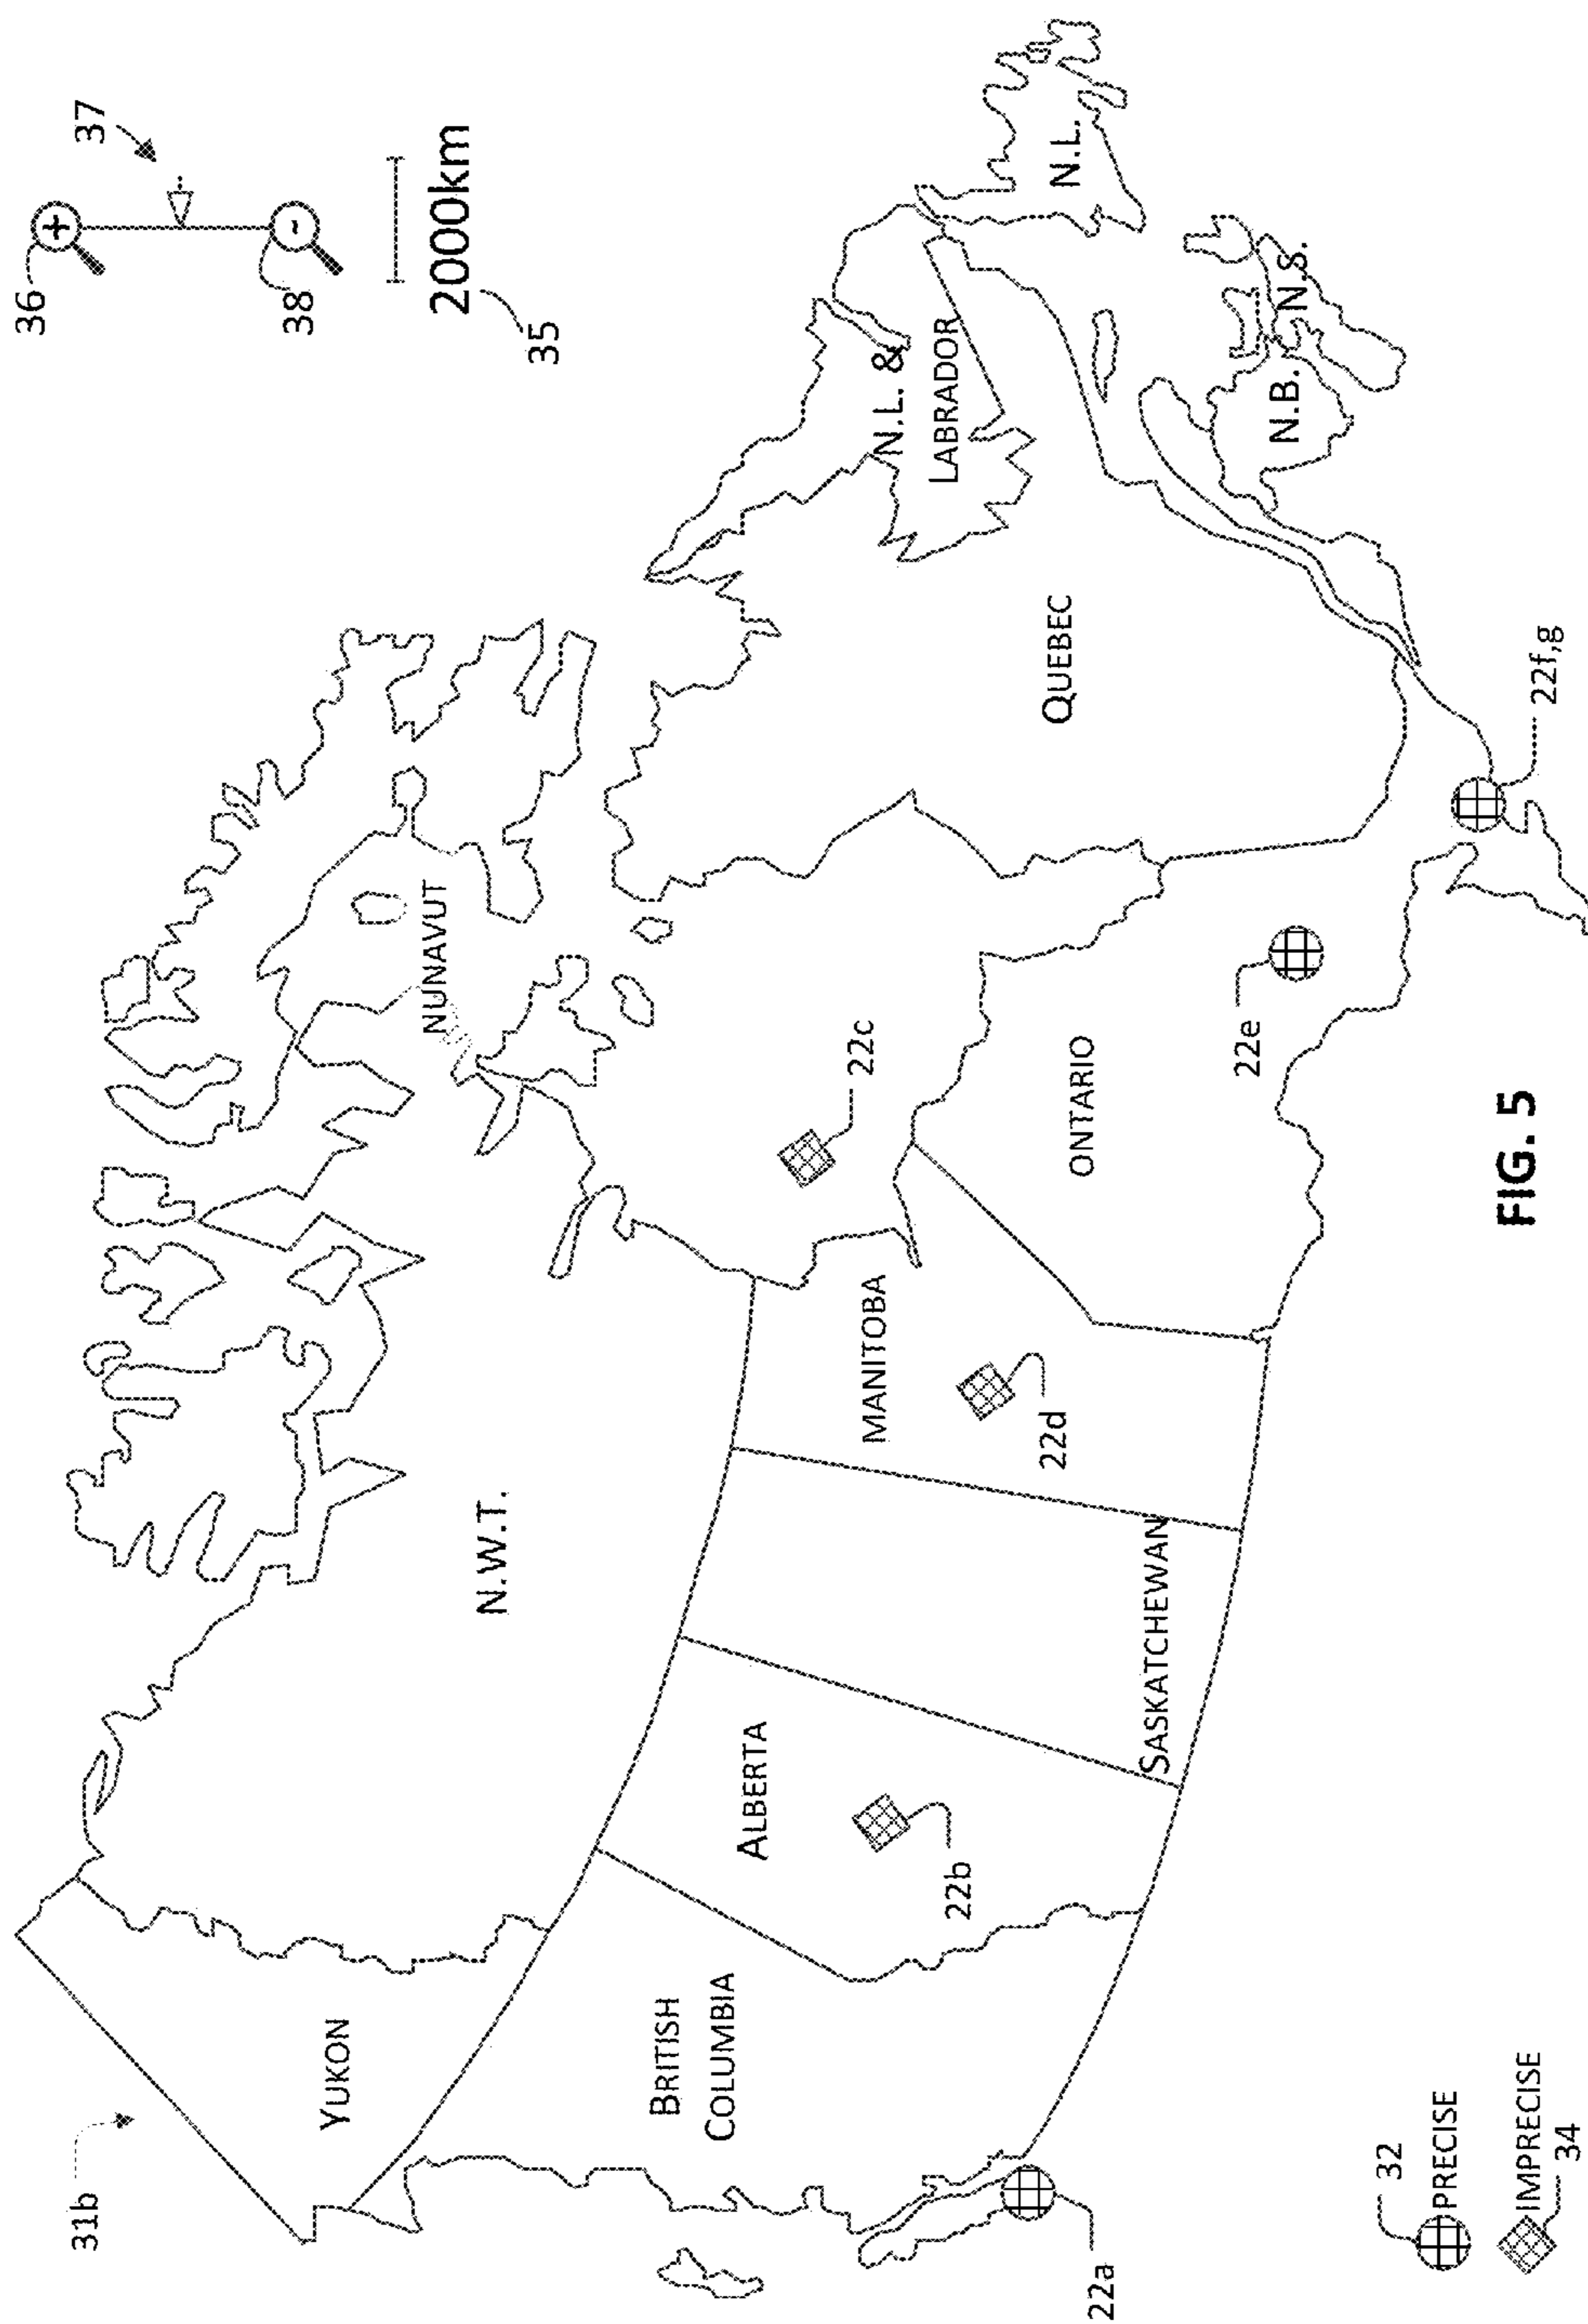 31b
36
37
38
2000km
35
YUKON
N.W.T.
NUNAVUT
BRITISH
COLUMBIA
ALBERTA
22b
SASKATCHEWAN
MANITOBA
22d
22c
ONTARIO
22e
QUEBEC
N.L. &
LABRADOR
N.L.
N.B.
N.S.
22a
22f,g
32
PRECISE
IMPRECISE
34
FIG. 5